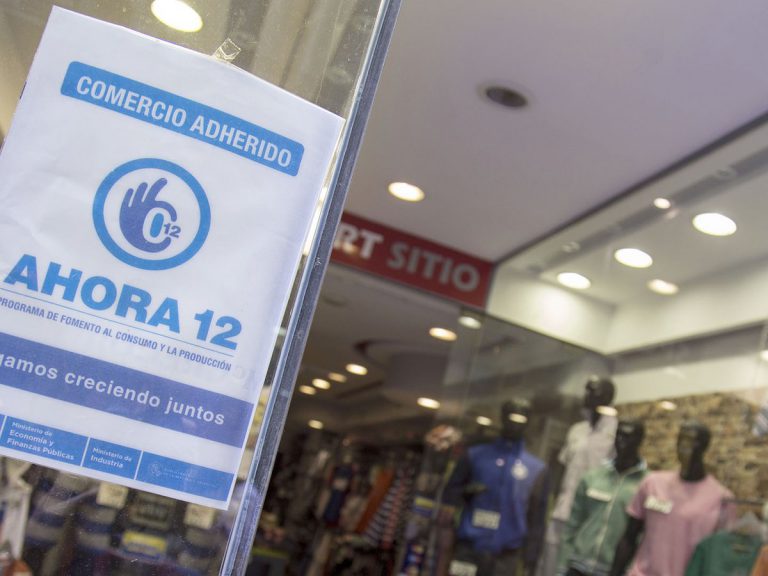 COMERCIO ADHERIDO
12
AHORA 12
PROGRAMA DE FOMENTO AL CONSUMO Y LA PRODUCCIÓN
gamos creciendo juntos
Ministerio de
Economía y
Finanzas Públicas
Ministerio de
Industria
RT SITIO